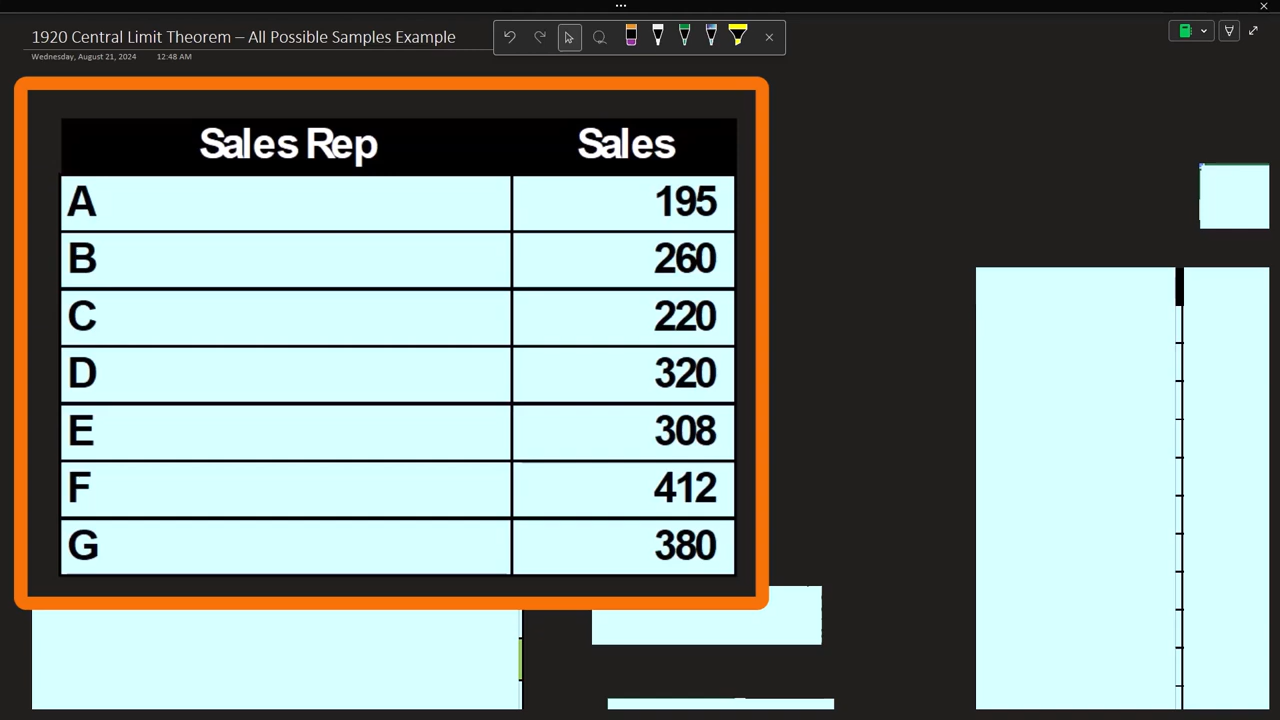 1920 Central Limit Theorem – All Possible Samples Example
Wednesday, August 21, 2024 12:48 AM
Sales Rep Sales
A 195
B 260
C 220
D 320
E 308
F 412
G 380